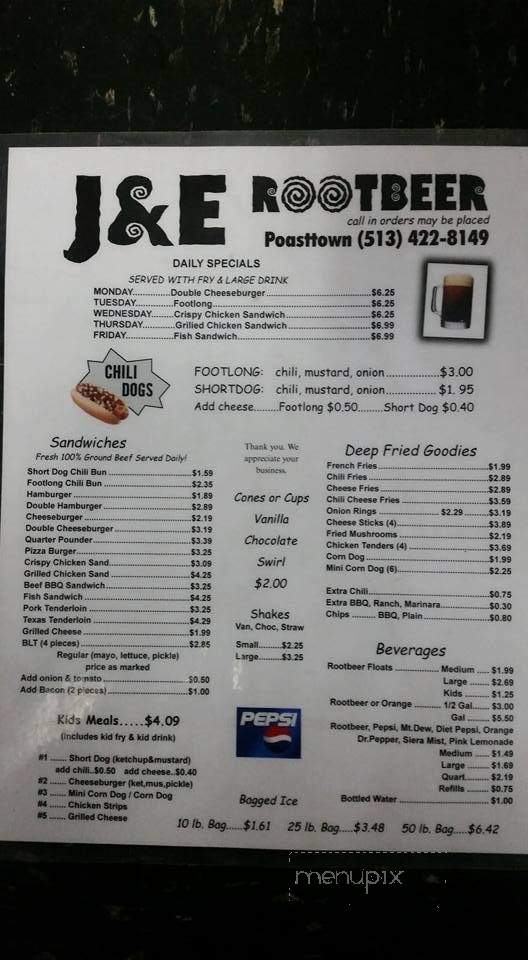 J&E ROOTBEER
call in orders may be placed
Poasttown (513) 422-8149
DAILY SPECIALS
SERVED WITH FRY & LARGE DRINK
MONDAY.............Double Cheeseburger...............................$6.25
TUESDAY...........Footlong................................................$6.25
WEDNESDAY......Crispy Chicken Sandwich........................$6.25
THURSDAY........Grilled Chicken Sandwich........................$6.99
FRIDAY...............Fish Sandwich.........................................$6.99
CHILI
DOGS
FOOTLONG: chili, mustard, onion................$3.00
SHORTDOG: chili, mustard, onion................$1. 95
Add cheese........Footlong $0.50........Short Dog $0.40
Sandwiches
Fresh 100% Ground Beef Served Daily!
Short Dog Chili Bun ........................$1.59
Footlong Chili Bun ..........................$2.35
Hamburger ......................................$1.89
Double Hamburger ..........................$2.89
Cheeseburger...................................$2.19
Double Cheeseburger.......................$3.19
Quarter Pounder...............................$3.39
Pizza Burger.....................................$3.25
Crispy Chicken Sand........................$3.09
Grilled Chicken Sand .......................$4.25
Beef BBQ Sandwich.........................$3.25
Fish Sandwich..................................$4.25
Pork Tenderloin ...............................$3.25
Texas Tenderloin ..............................$4.29
Grilled Cheese .................................$1.99
BLT (4 pieces) ..................................$2.85
Regular (mayo, lettuce, pickle)
price as marked
Add onion & tomato..........................$0.50
Add Bacon (2 pieces)........................$1.00
Kids Meals.....$4.09
(includes kid fry & kid drink)
#1 ....... Short Dog (ketchup&mustard)
add chili..$0.50 add cheese..$0.40
#2 ....... Cheeseburger (ket,mus,pickle)
#3 ....... Mini Corn Dog / Corn Dog
#4 ....... Chicken Strips
#5 ....... Grilled Cheese
Thank you. We
appreciate your
business.
Cones or Cups
Vanilla
Chocolate
Swirl
$2.00
Shakes
Van, Choc, Straw
Small.........$2.25
Large.........$3.25
PEPSI
Deep Fried Goodies
French Fries......................................$1.99
Chili Fries .........................................$2.89
Cheese Fries .....................................$2.89
Chili Cheese Fries .............................$3.59
Onion Rings ..................... $2.29 ......$3.19
Cheese Sticks (4)...............................$3.89
Fried Mushrooms ..............................$2.19
Chicken Tenders (4) ..........................$3.69
Corn Dog ..........................................$1.99
Mini Corn Dog (6)..............................$2.25
Extra Chili..........................................$0.75
Extra BBQ, Ranch, Marinara...............$0.30
Chips .......... BBQ, Plain....................$0.80
Beverages
Rootbeer Floats .................. Medium ..... $1.99
Large ........ $2.69
Kids .......... $1.25
Rootbeer or Orange .......... 1/2 Gal...... $3.00
Gal ........... $5.50
Rootbeer, Pepsi, Mt.Dew, Diet Pepsi, Orange
Dr.Pepper, Siera Mist, Pink Lemonade
Medium ..... $1.49
Large ........ $1.69
Quart......... $2.19
Refills ....... $0.75
Bottled Water ........................ $1.00
Bagged Ice
10 lb. Bag.....$1.61 25 lb. Bag.....$3.48 50 lb. Bag....$6.42
menupix